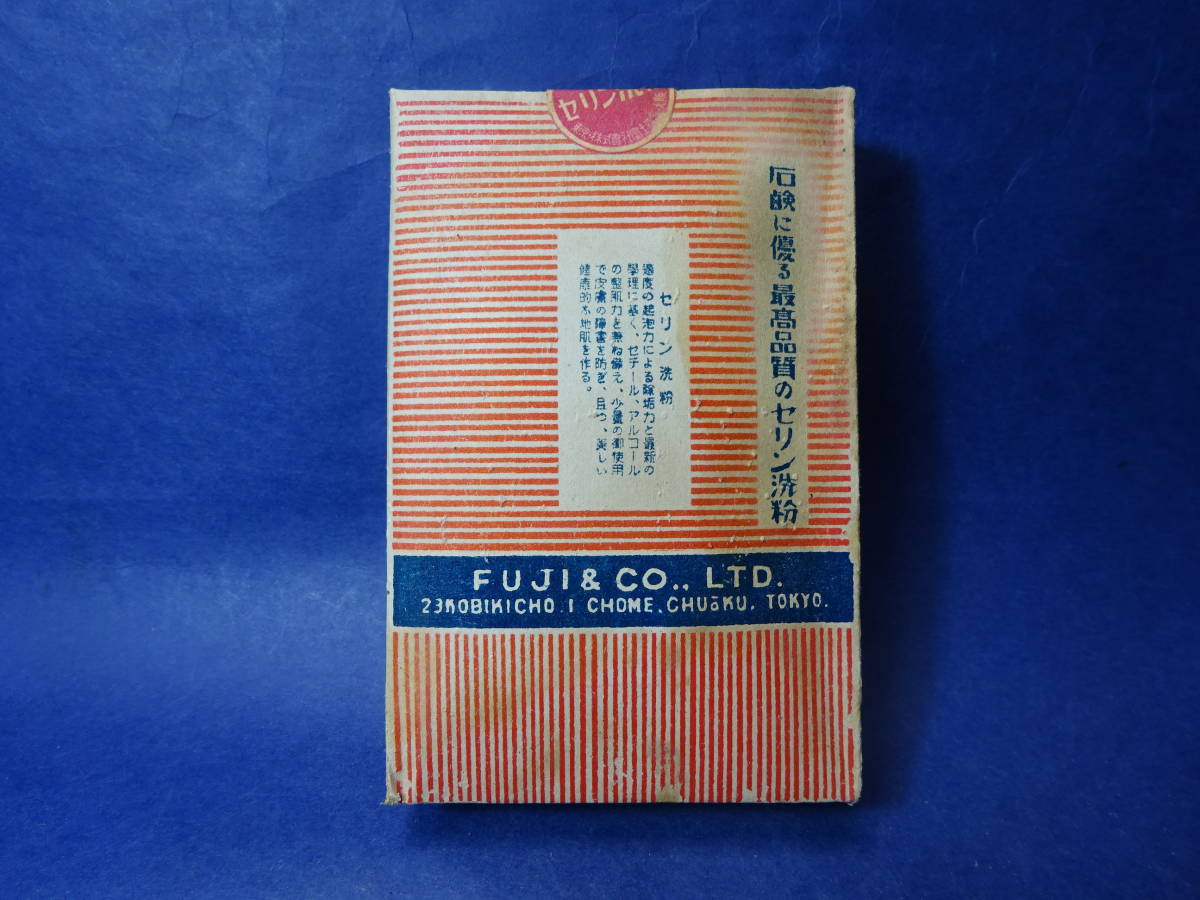 セリン
石鹸に優る最高品質のセリン洗粉
セリン洗粉
適度の起泡力による除垢力と最新の
學理に基く、セチール、アルコール
の整肌力を兼ね備え、少量の御使用
で皮膚の障害を防ぎ、且つ、美しい
健康的な地肌を作る。
FUJI & CO., LTD.
23 KOBIKICHO. 1 CHOME. CHUōKU. TOKYO.